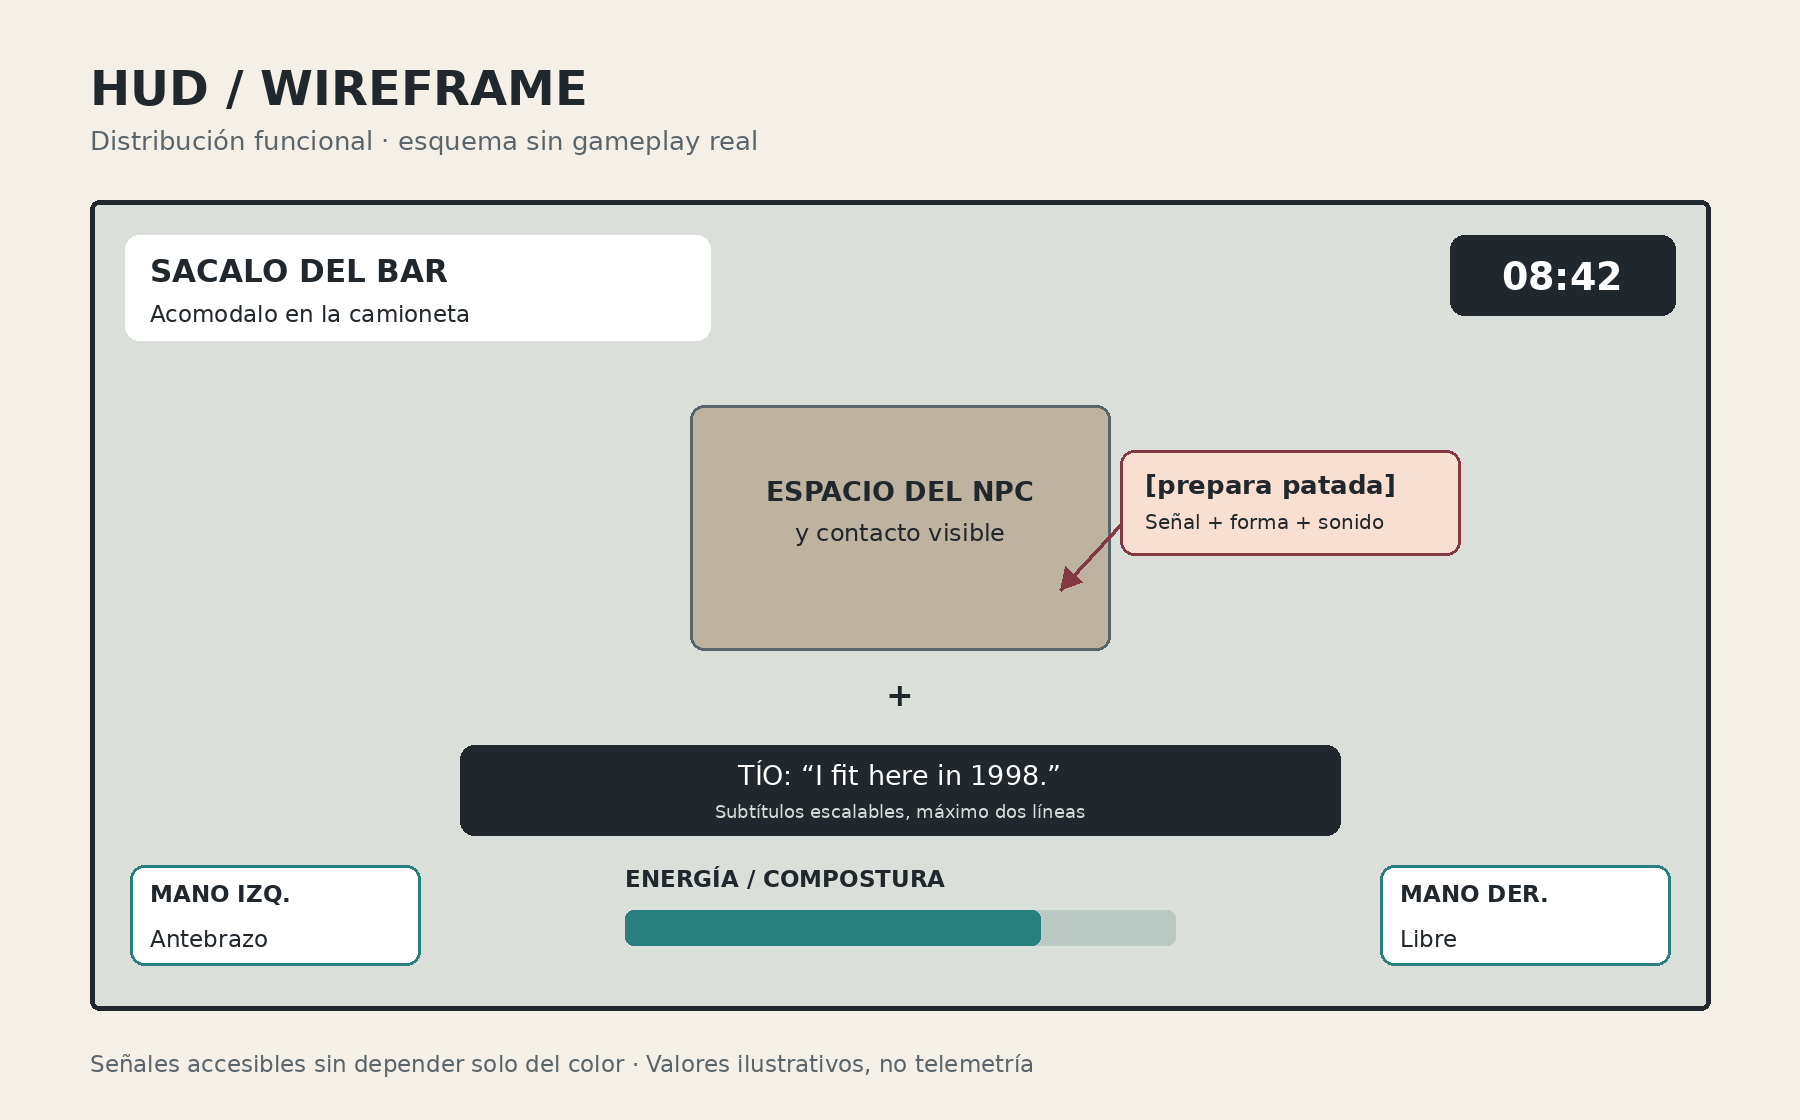 HUD / WIREFRAME
Distribución funcional · esquema sin gameplay real
SACALO DEL BAR
Acomodalo en la camioneta
08:42
ESPACIO DEL NPC
y contacto visible
[prepara patada]
Señal + forma + sonido
+
TÍO: “I fit here in 1998.”
Subtítulos escalables, máximo dos líneas
MANO IZQ.
Antebrazo
ENERGÍA / COMPOSTURA
MANO DER.
Libre
Señales accesibles sin depender solo del color · Valores ilustrativos, no telemetría